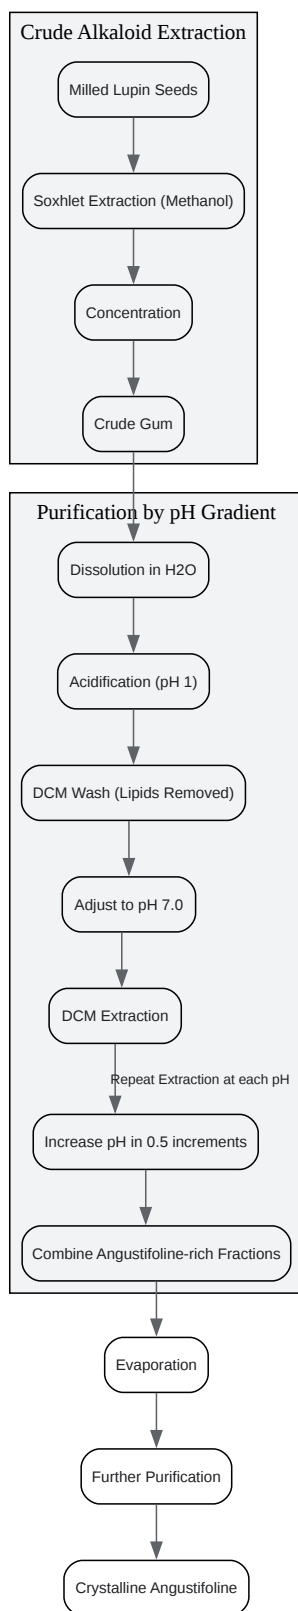 Crude Alkaloid Extraction
Milled Lupin Seeds
Soxhlet Extraction (Methanol)
Concentration
Crude Gum
Purification by pH Gradient
Dissolution in H2O
Acidification (pH 1)
DCM Wash (Lipids Removed)
Adjust to pH 7.0
DCM Extraction
Repeat Extraction at each pH
Increase pH in 0.5 increments
Combine Angustifoline-rich Fractions
Evaporation
Further Purification
Crystalline Angustifoline